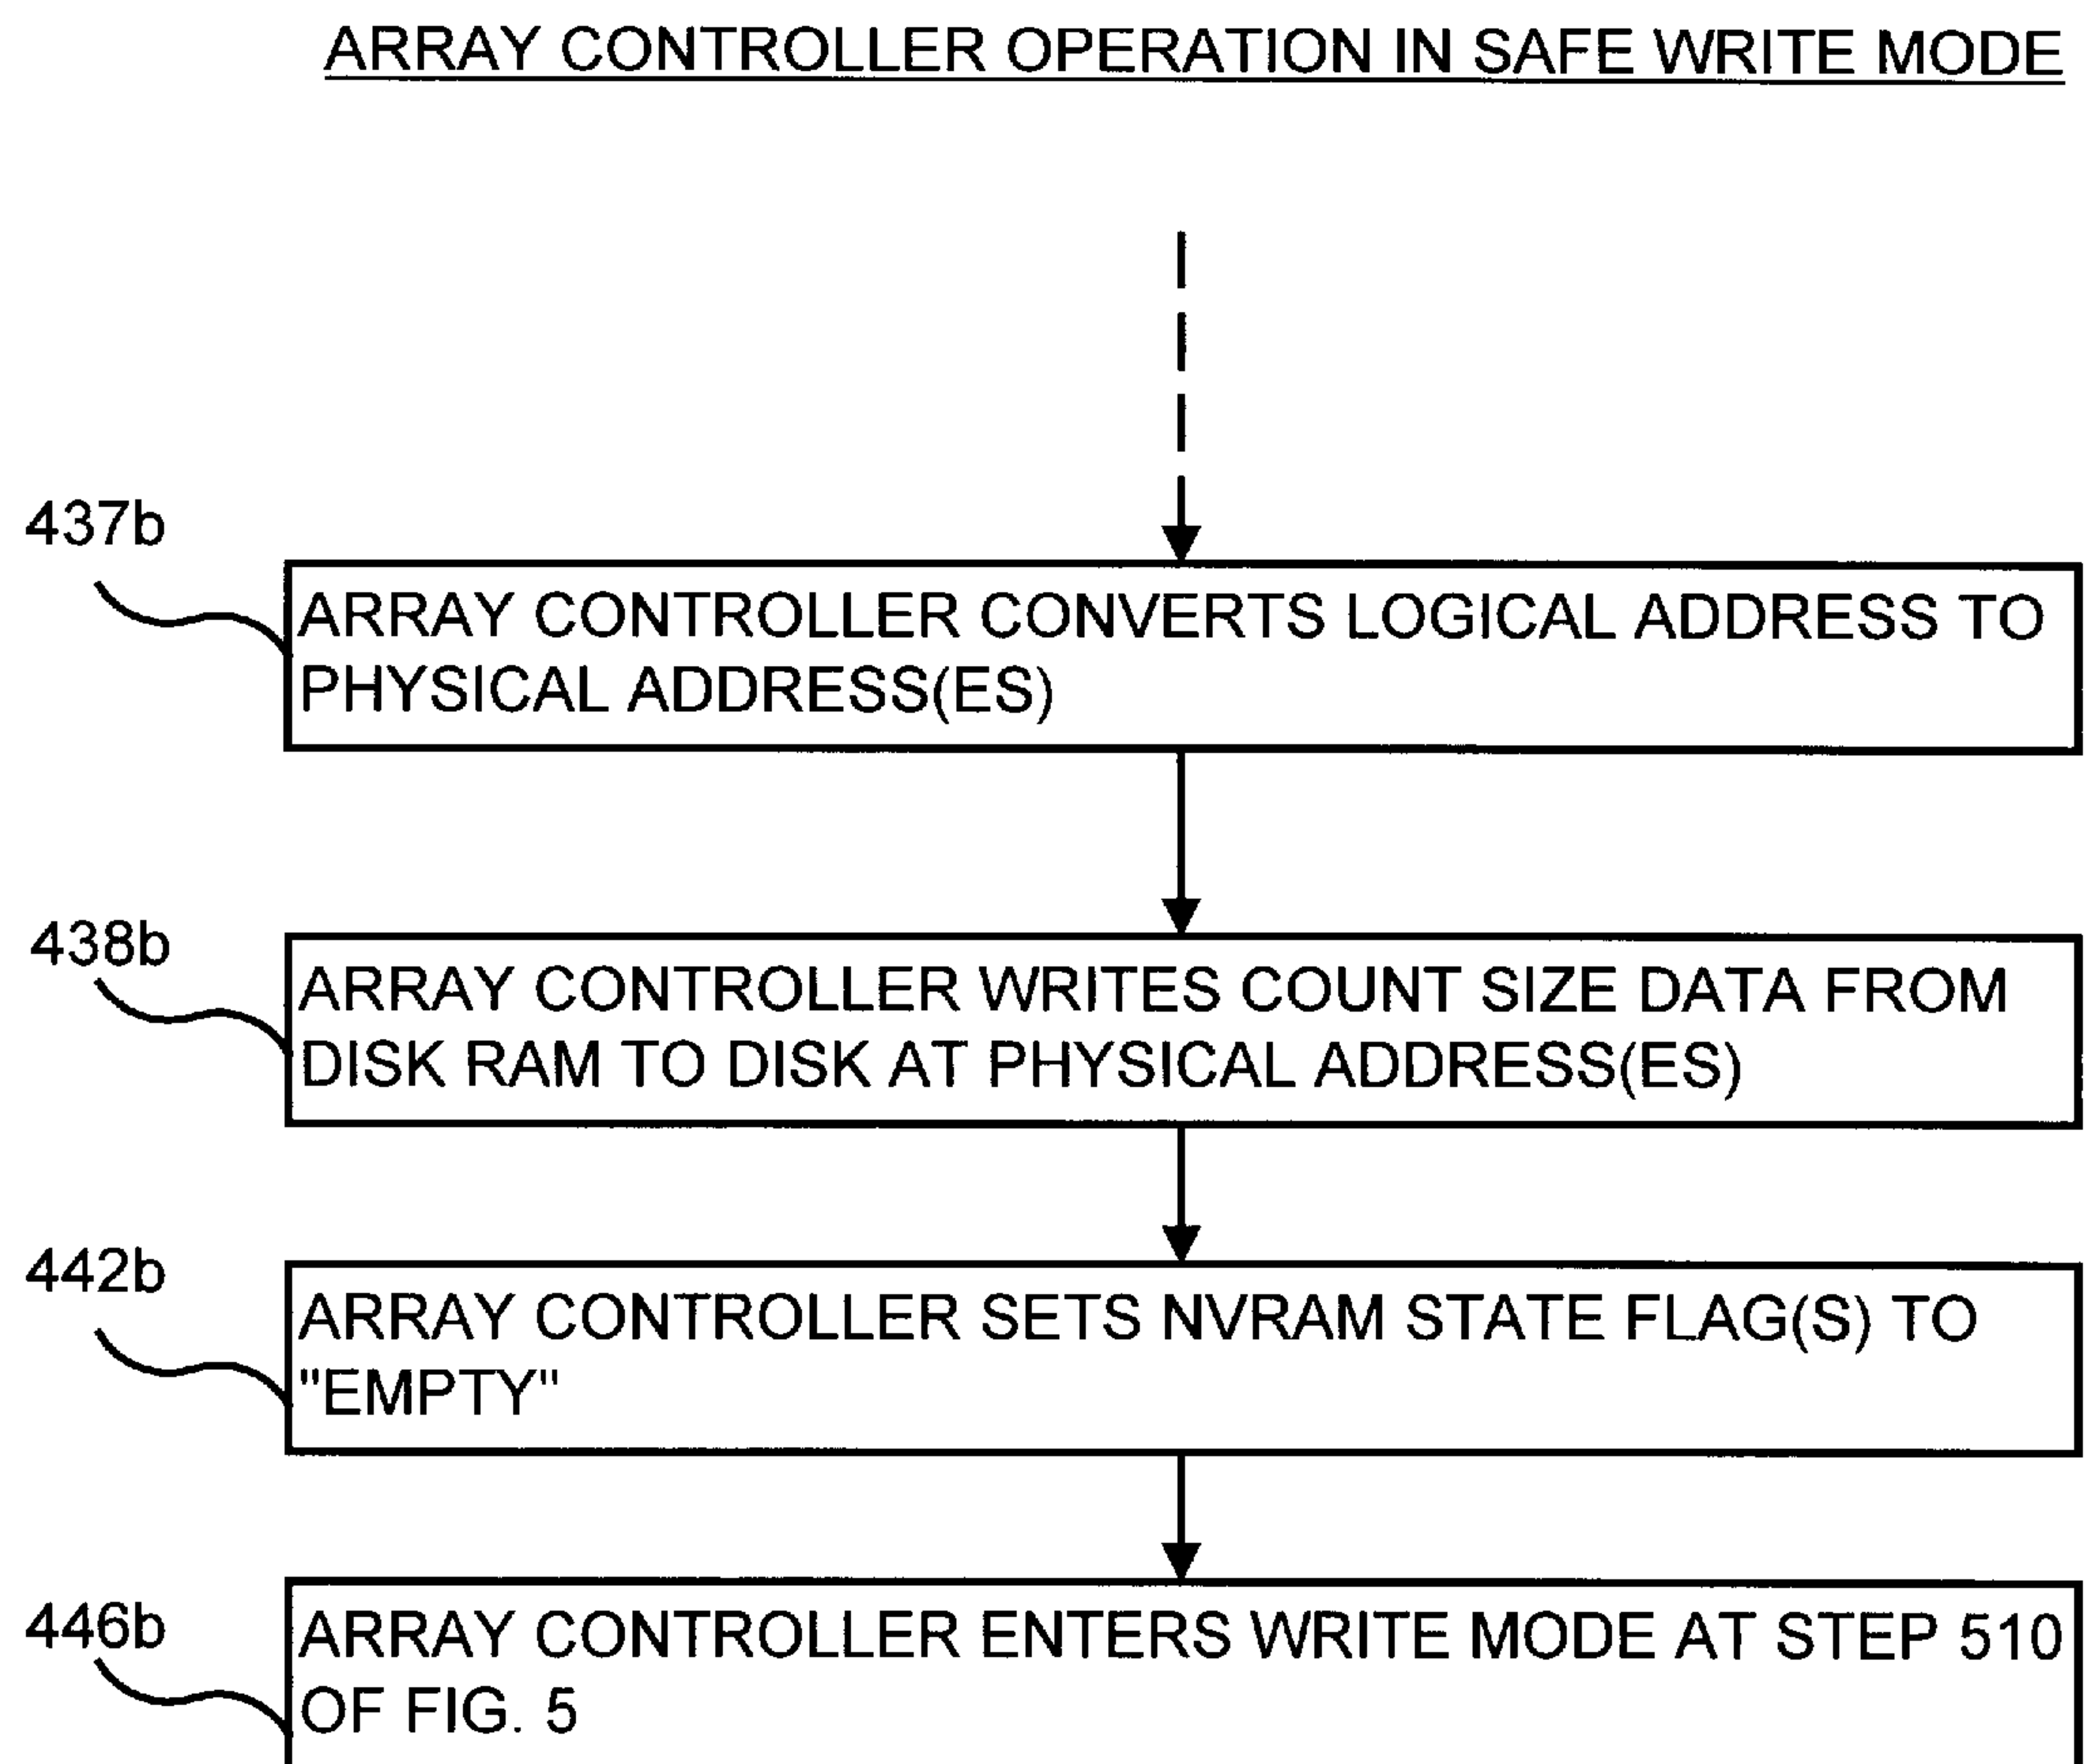 ARRAY CONTROLLER OPERATION IN SAFE WRITE MODE
437b
ARRAY CONTROLLER CONVERTS LOGICAL ADDRESS TO
PHYSICAL ADDRESS(ES)
438b
ARRAY CONTROLLER WRITES COUNT SIZE DATA FROM
DISK RAM TO DISK AT PHYSICAL ADDRESS(ES)
442b
ARRAY CONTROLLER SETS NVRAM STATE FLAG(S) TO
"EMPTY"
446b
ARRAY CONTROLLER ENTERS WRITE MODE AT STEP 510
OF FIG. 5